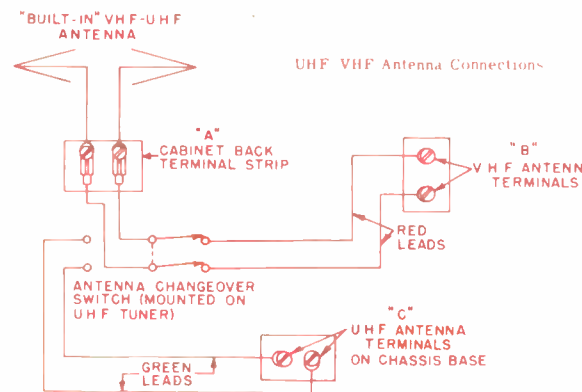 "BUILT-IN" VHF-UHF
ANTENNA
UHF VHF Antenna Connections
"A"
CABINET BACK
TERMINAL STRIP
"B"
VHF ANTENN
TERMINALS
RED
LEADS
ANTENNA CHANGEOVER
SWITCH (MOUNTED ON
UHF TUNER)
"C"
UHF ANTENNA
TERMINALS
ON CHASSIS BASE
GREEN
LEADS